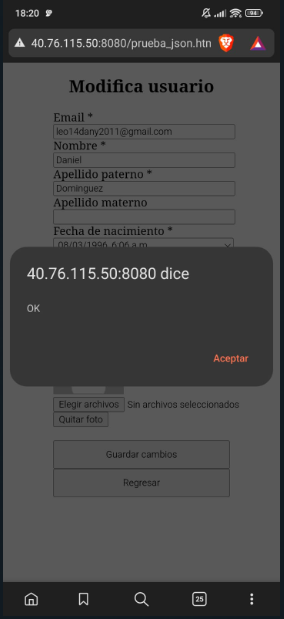 18:20
94
40.76.115.50:8080/prueba_json.htn
Modifica usuario
Email *
leo14dany2011@gmail.com
Nombre *
Daniel
Apellido paterno *
Dominguez
Apellido materno
Fecha de nacimiento *
08/03/1996, 6:06 a.m.
40.76.115.50:8080 dice
OK
Aceptar
Elegir archivos Sin archivos seleccionados
Quitar foto
Guardar cambios
Regresar
25